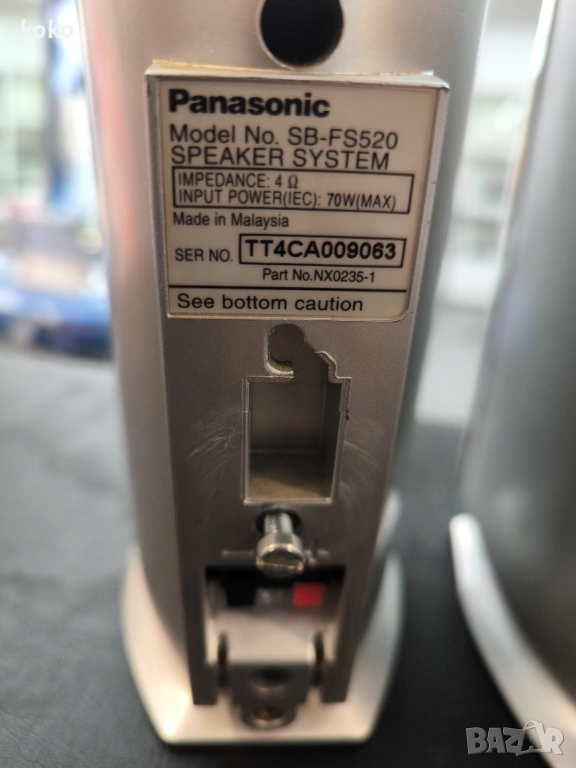 koko
Panasonic
Model No. SB-FS520
SPEAKER SYSTEM
IMPEDANCE: 4 Ω
INPUT POWER(IEC): 70W(MAX)
Made in Malaysia
SER NO. TT4CA009063
Part No.NX0235-1
See bottom caution
BAZAR